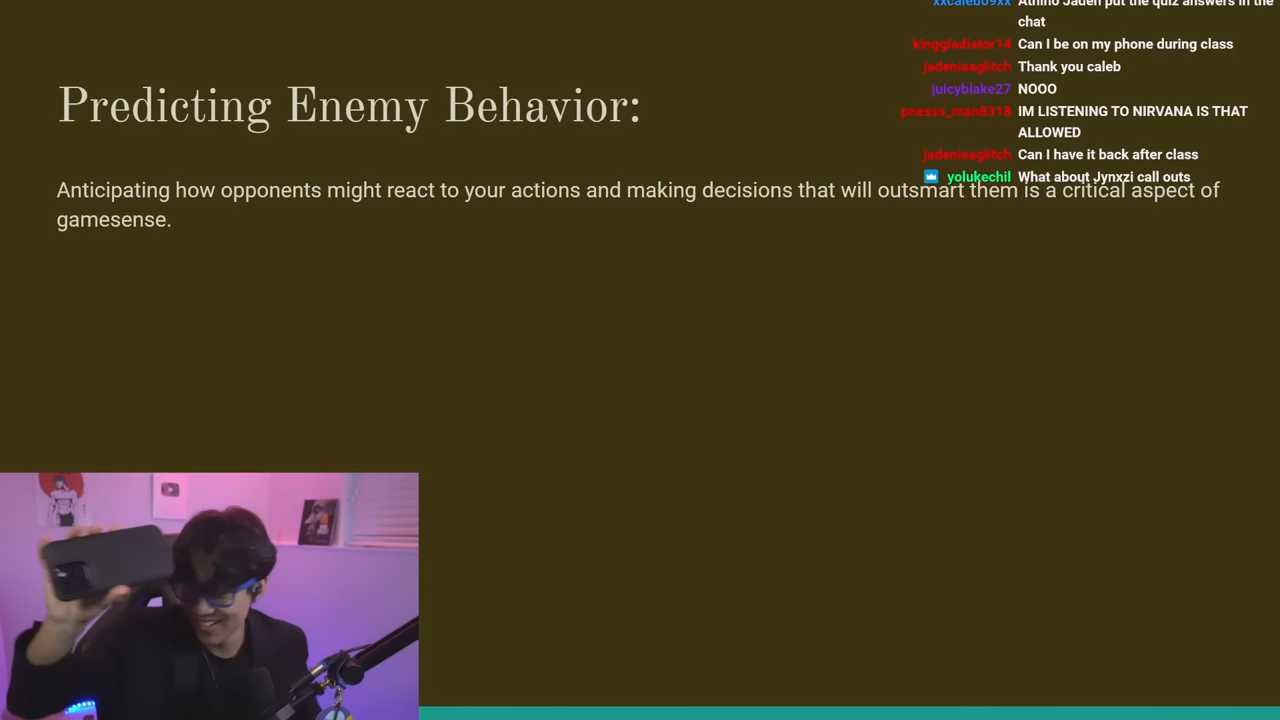 xxcaleb09xx Athino Jaden put the quiz answers in the
chat
kinggladiator14 Can I be on my phone during class
jadenisaglitch Thank you caleb
juicyblake27 NOOO
pnesss_man8318 IM LISTENING TO NIRVANA IS THAT
ALLOWED
jadenisaglitch Can I have it back after class
yolukechil What about Jynxzi call outs
Predicting Enemy Behavior:
Anticipating how opponents might react to your actions and making decisions that will outsmart them is a critical aspect of
gamesense.